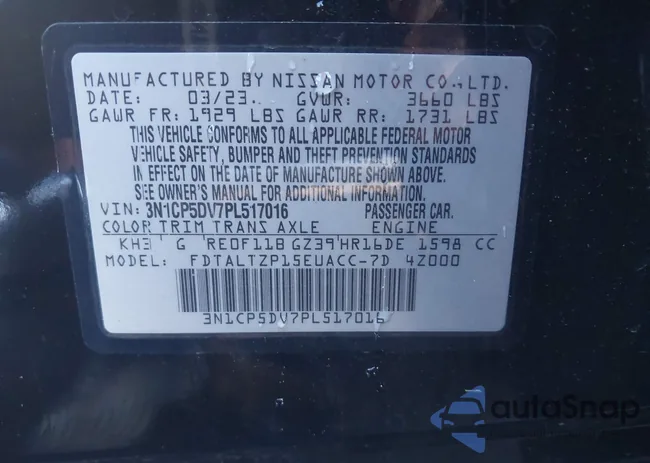 MANUFACTURED BY NISSAN MOTOR CO., LTD.
DATE: 03/23 GVWR: 3660 LBS
GAWR FR: 1929 LBS GAWR RR: 1731 LBS
THIS VEHICLE CONFORMS TO ALL APPLICABLE FEDERAL MOTOR
VEHICLE SAFETY, BUMPER AND THEFT PREVENTION STANDARDS
IN EFFECT ON THE DATE OF MANUFACTURE SHOWN ABOVE.
SEE OWNER'S MANUAL FOR ADDITIONAL INFORMATION.
VIN: 3N1CP5DV7PL517016 PASSENGER CAR.
COLOR TRIM TRANS AXLE ENGINE
KH3 G RE0F11B GZ39 HR16DE 1598 CC
MODEL: FDTALTZP15EUACC-7D 4Z000
3N1CP5DV7PL517016
autoSnap